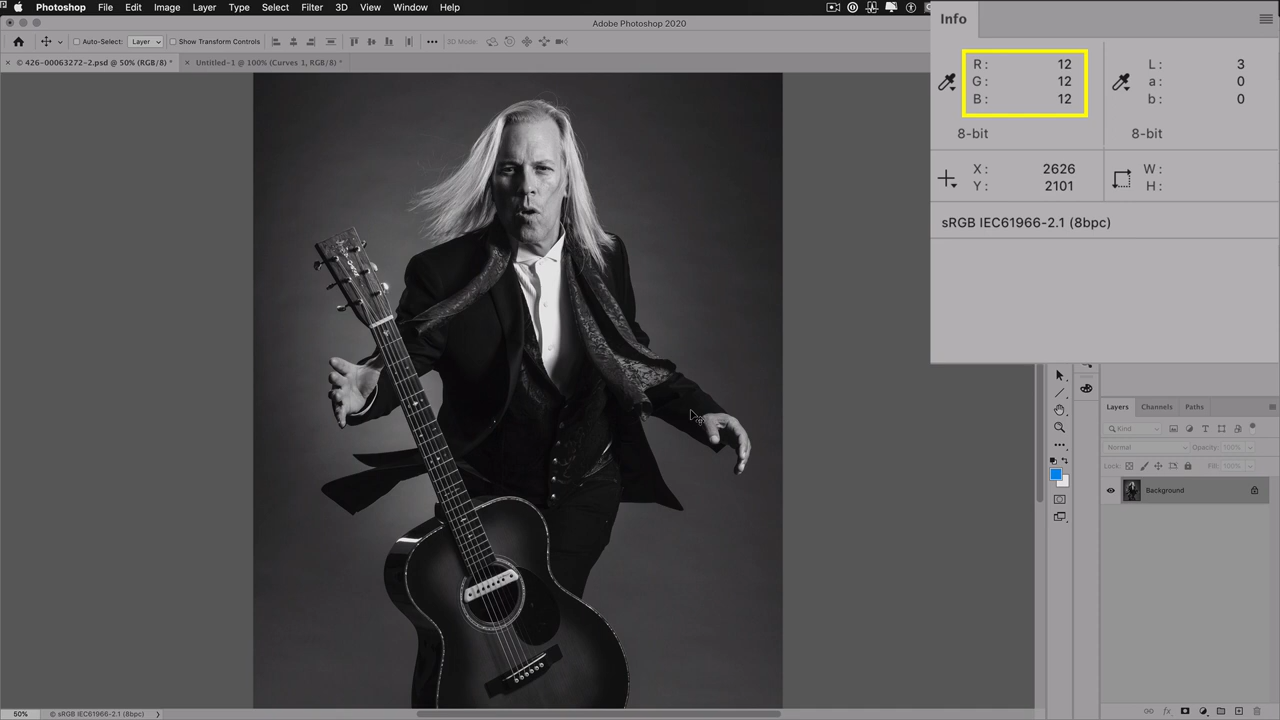 Photoshop File Edit Image Layer Type Select Filter 3D View Window Help
Adobe Photoshop 2020
Auto-Select: Layer Show Transform Controls ••• 3D Mode:
× © 426-00063272-2.psd @ 50% (RGB/8) * × Untitled-1 @ 100% (Curves 1, RGB/8) *
Info
R: 12 L: 3
G: 12 a: 0
B: 12 b: 0
8-bit 8-bit
X: 2626 W:
Y: 2101 H:
sRGB IEC61966-2.1 (8bpc)
Layers Channels Paths
Kind
Normal Opacity: 100%
Lock: Fill: 100%
Background
fx
50% © sRGB IEC61966-2.1 (8bpc)